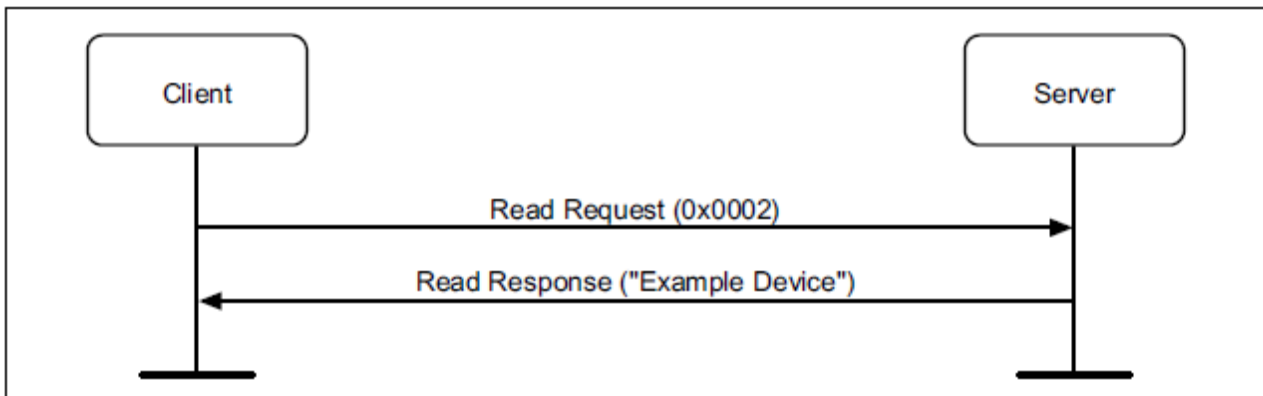 Client
Server
Read Request (0x0002)
Read Response ("Example Device")